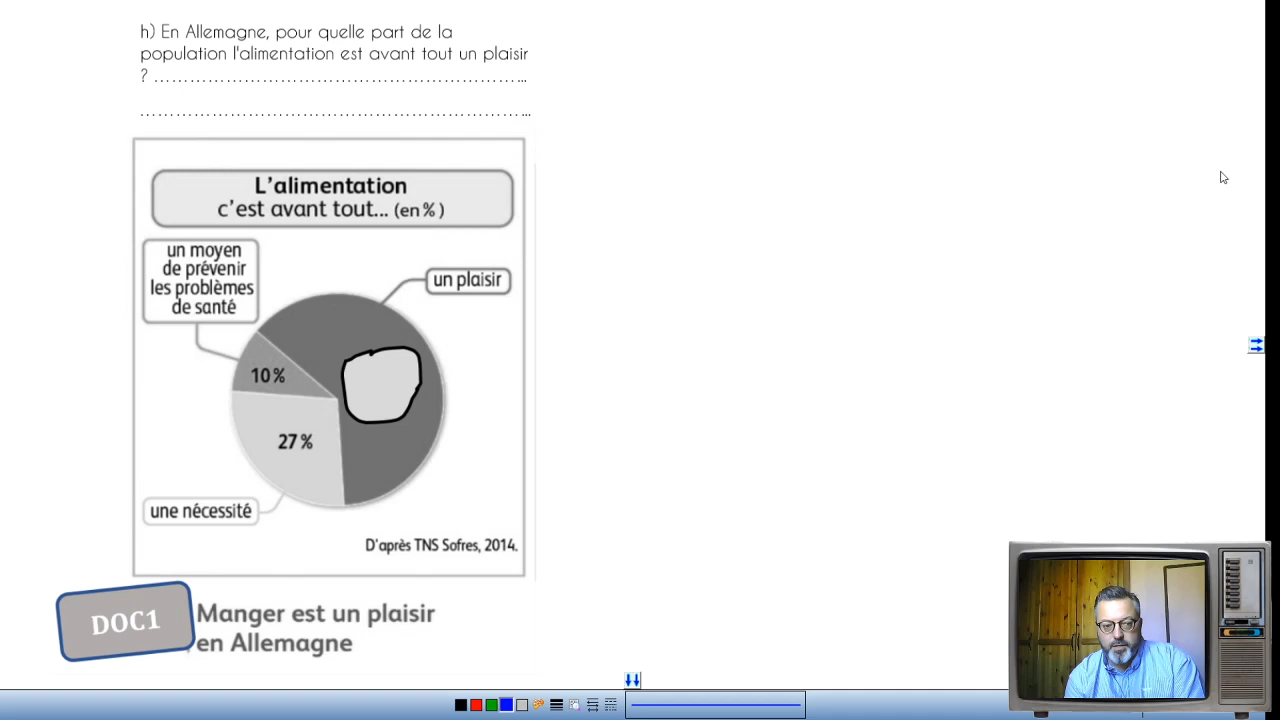 h) En Allemagne, pour quelle part de la
population l'alimentation est avant tout un plaisir
? ……………………………………………………...
………………………………………………………...
L'alimentation
c'est avant tout... (en %)
un moyen
de prévenir
les problèmes
de santé
un plaisir
10 %
27 %
une nécessité
D'après TNS Sofres, 2014.
DOC1
Manger est un plaisir
en Allemagne